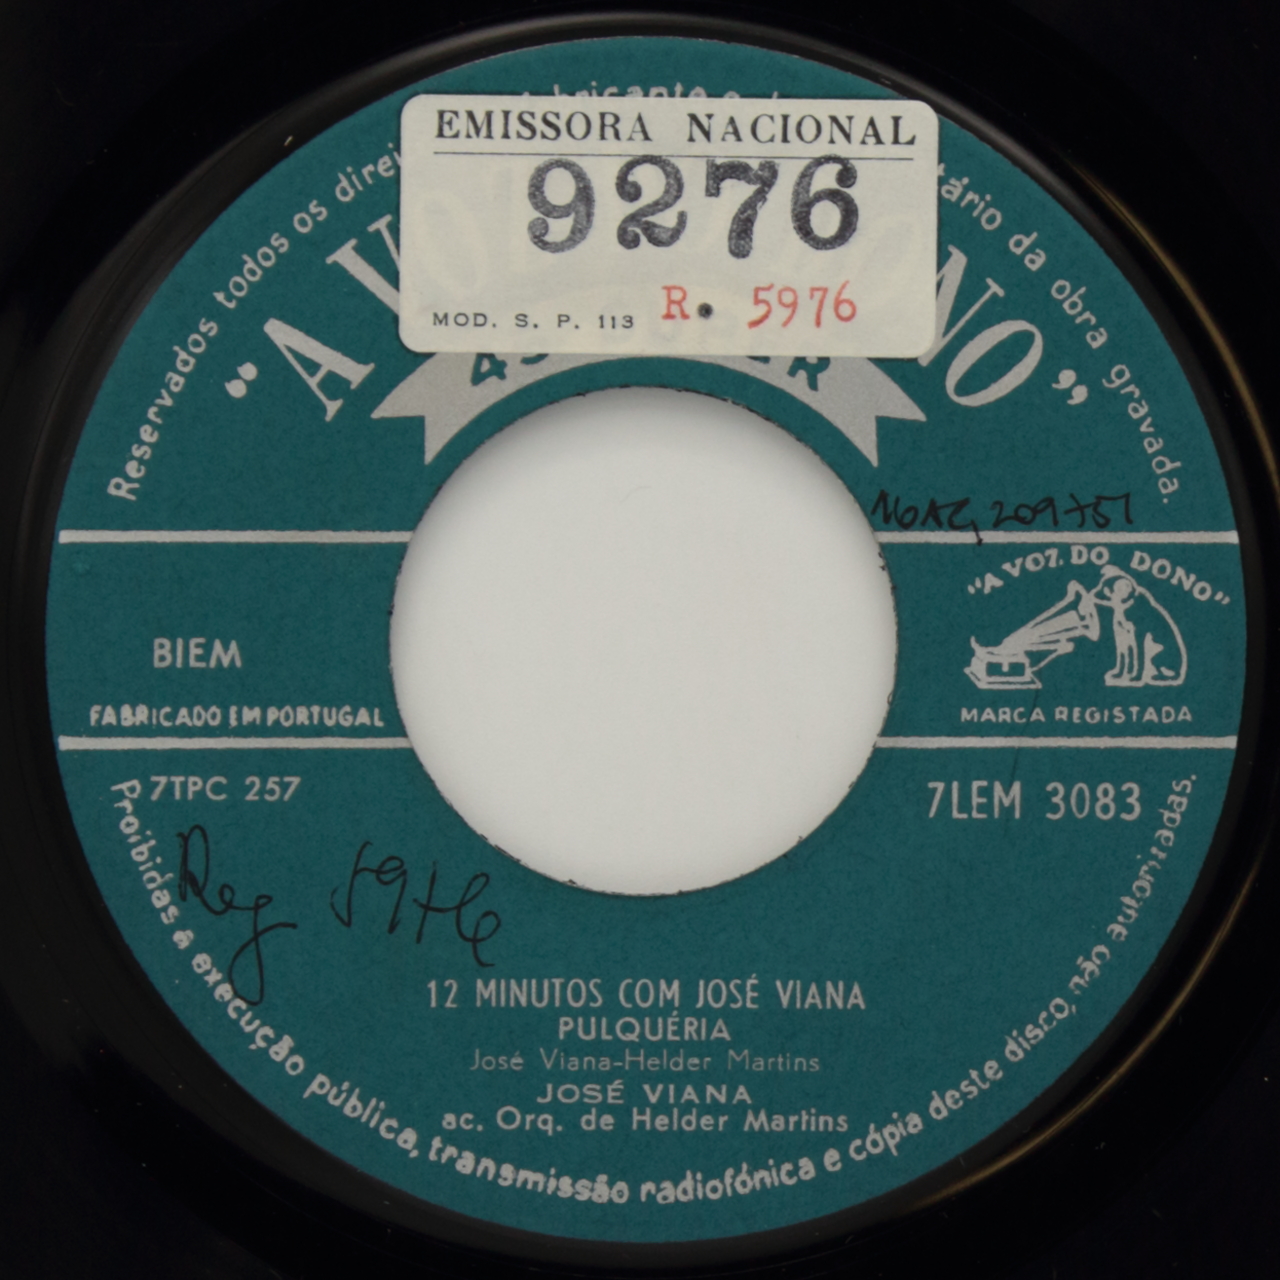 EMISSORA NACIONAL
9276
R. 5976
MOD. S. P. 113
Reservados todos os
tário da obra gravada.
"A
NO"
"A VOZ DO DONO"
BIEM
FABRICADO EM PORTUGAL
MARCA REGISTADA
7TPC 257
7LEM 3083
Reg 5976
12 MINUTOS COM JOSÉ VIANA
PULQUÉRIA
José Viana-Helder Martins
JOSÉ VIANA
ac. Orq. de Helder Martins
Proibidas a execução pública, transmissão radiofónica e cópia deste disco, não autorizadas.